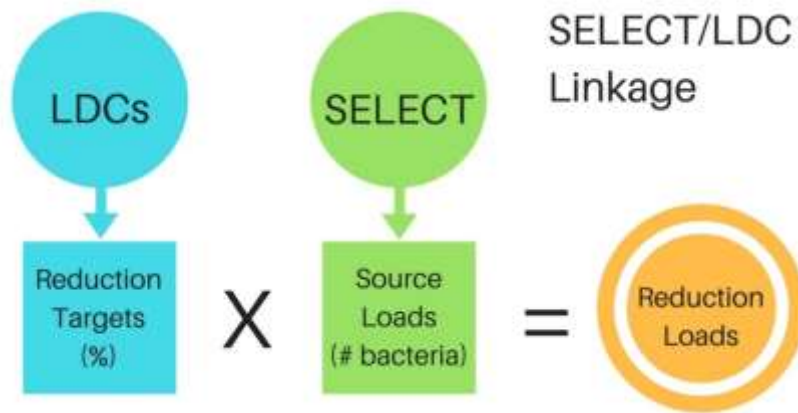 SELECT/LDC
Linkage
LDCs
SELECT
Reduction
Targets
(%)
X
Source
Loads
(# bacteria)
=
Reduction
Loads